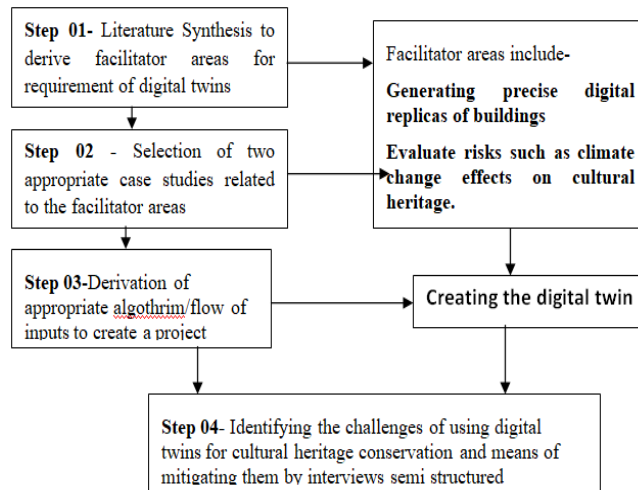 Step 01- Literature Synthesis to
derive facilitator areas for
requirement of digital twins
Facilitator areas include-
Generating precise digital
replicas of buildings
Evaluate risks such as climate
change effects on cultural
heritage.
Step 02 - Selection of two
appropriate case studies related
to the facilitator areas
Step 03-Derivation of
appropriate algothrim/flow of
inputs to create a project
Creating the digital twin
Step 04- Identifying the challenges of using digital
twins for cultural heritage conservation and means of
mitigating them by interviews semi structured